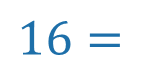 16 =